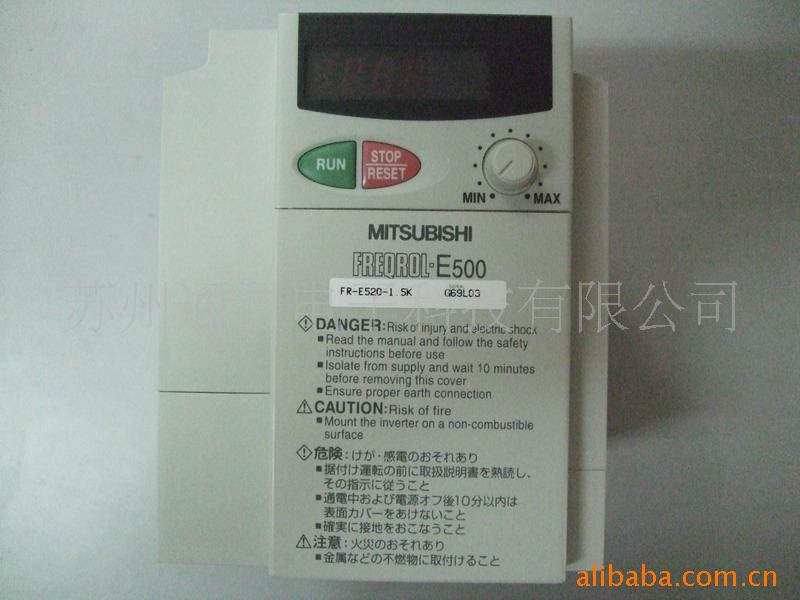 RUN
STOP
RESET
MIN
MAX
MITSUBISHI
FREQROL-E500
FR-E520-1.5K
G69L03
DANGER: Risk of injury and electric shock
Read the manual and follow the safety
instructions before use
Isolate from supply and wait 10 minutes
before removing this cover
Ensure proper earth connection
CAUTION: Risk of fire
Mount the inverter on a non-combustible
surface
危険：けが・感電のおそれあり
据付け運転の前に取扱説明書を熟読し、
その指示に従うこと
通電中および電源オフ後10分以内は
表面カバーをあけないこと
確実に接地をおこなうこと
注意：火災のおそれあり
金属などの不燃物に取付けること
苏州 电 科技有限公司
alibaba.com.cn